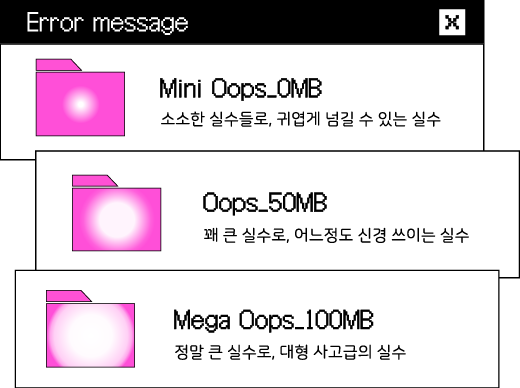 Error message
Mini Oops_0MB
소소한 실수들로, 귀엽게 넘길 수 있는 실수
Oops_50MB
꽤 큰 실수로, 어느정도 신경 쓰이는 실수
Mega Oops_100MB
정말 큰 실수로, 대형 사고급의 실수